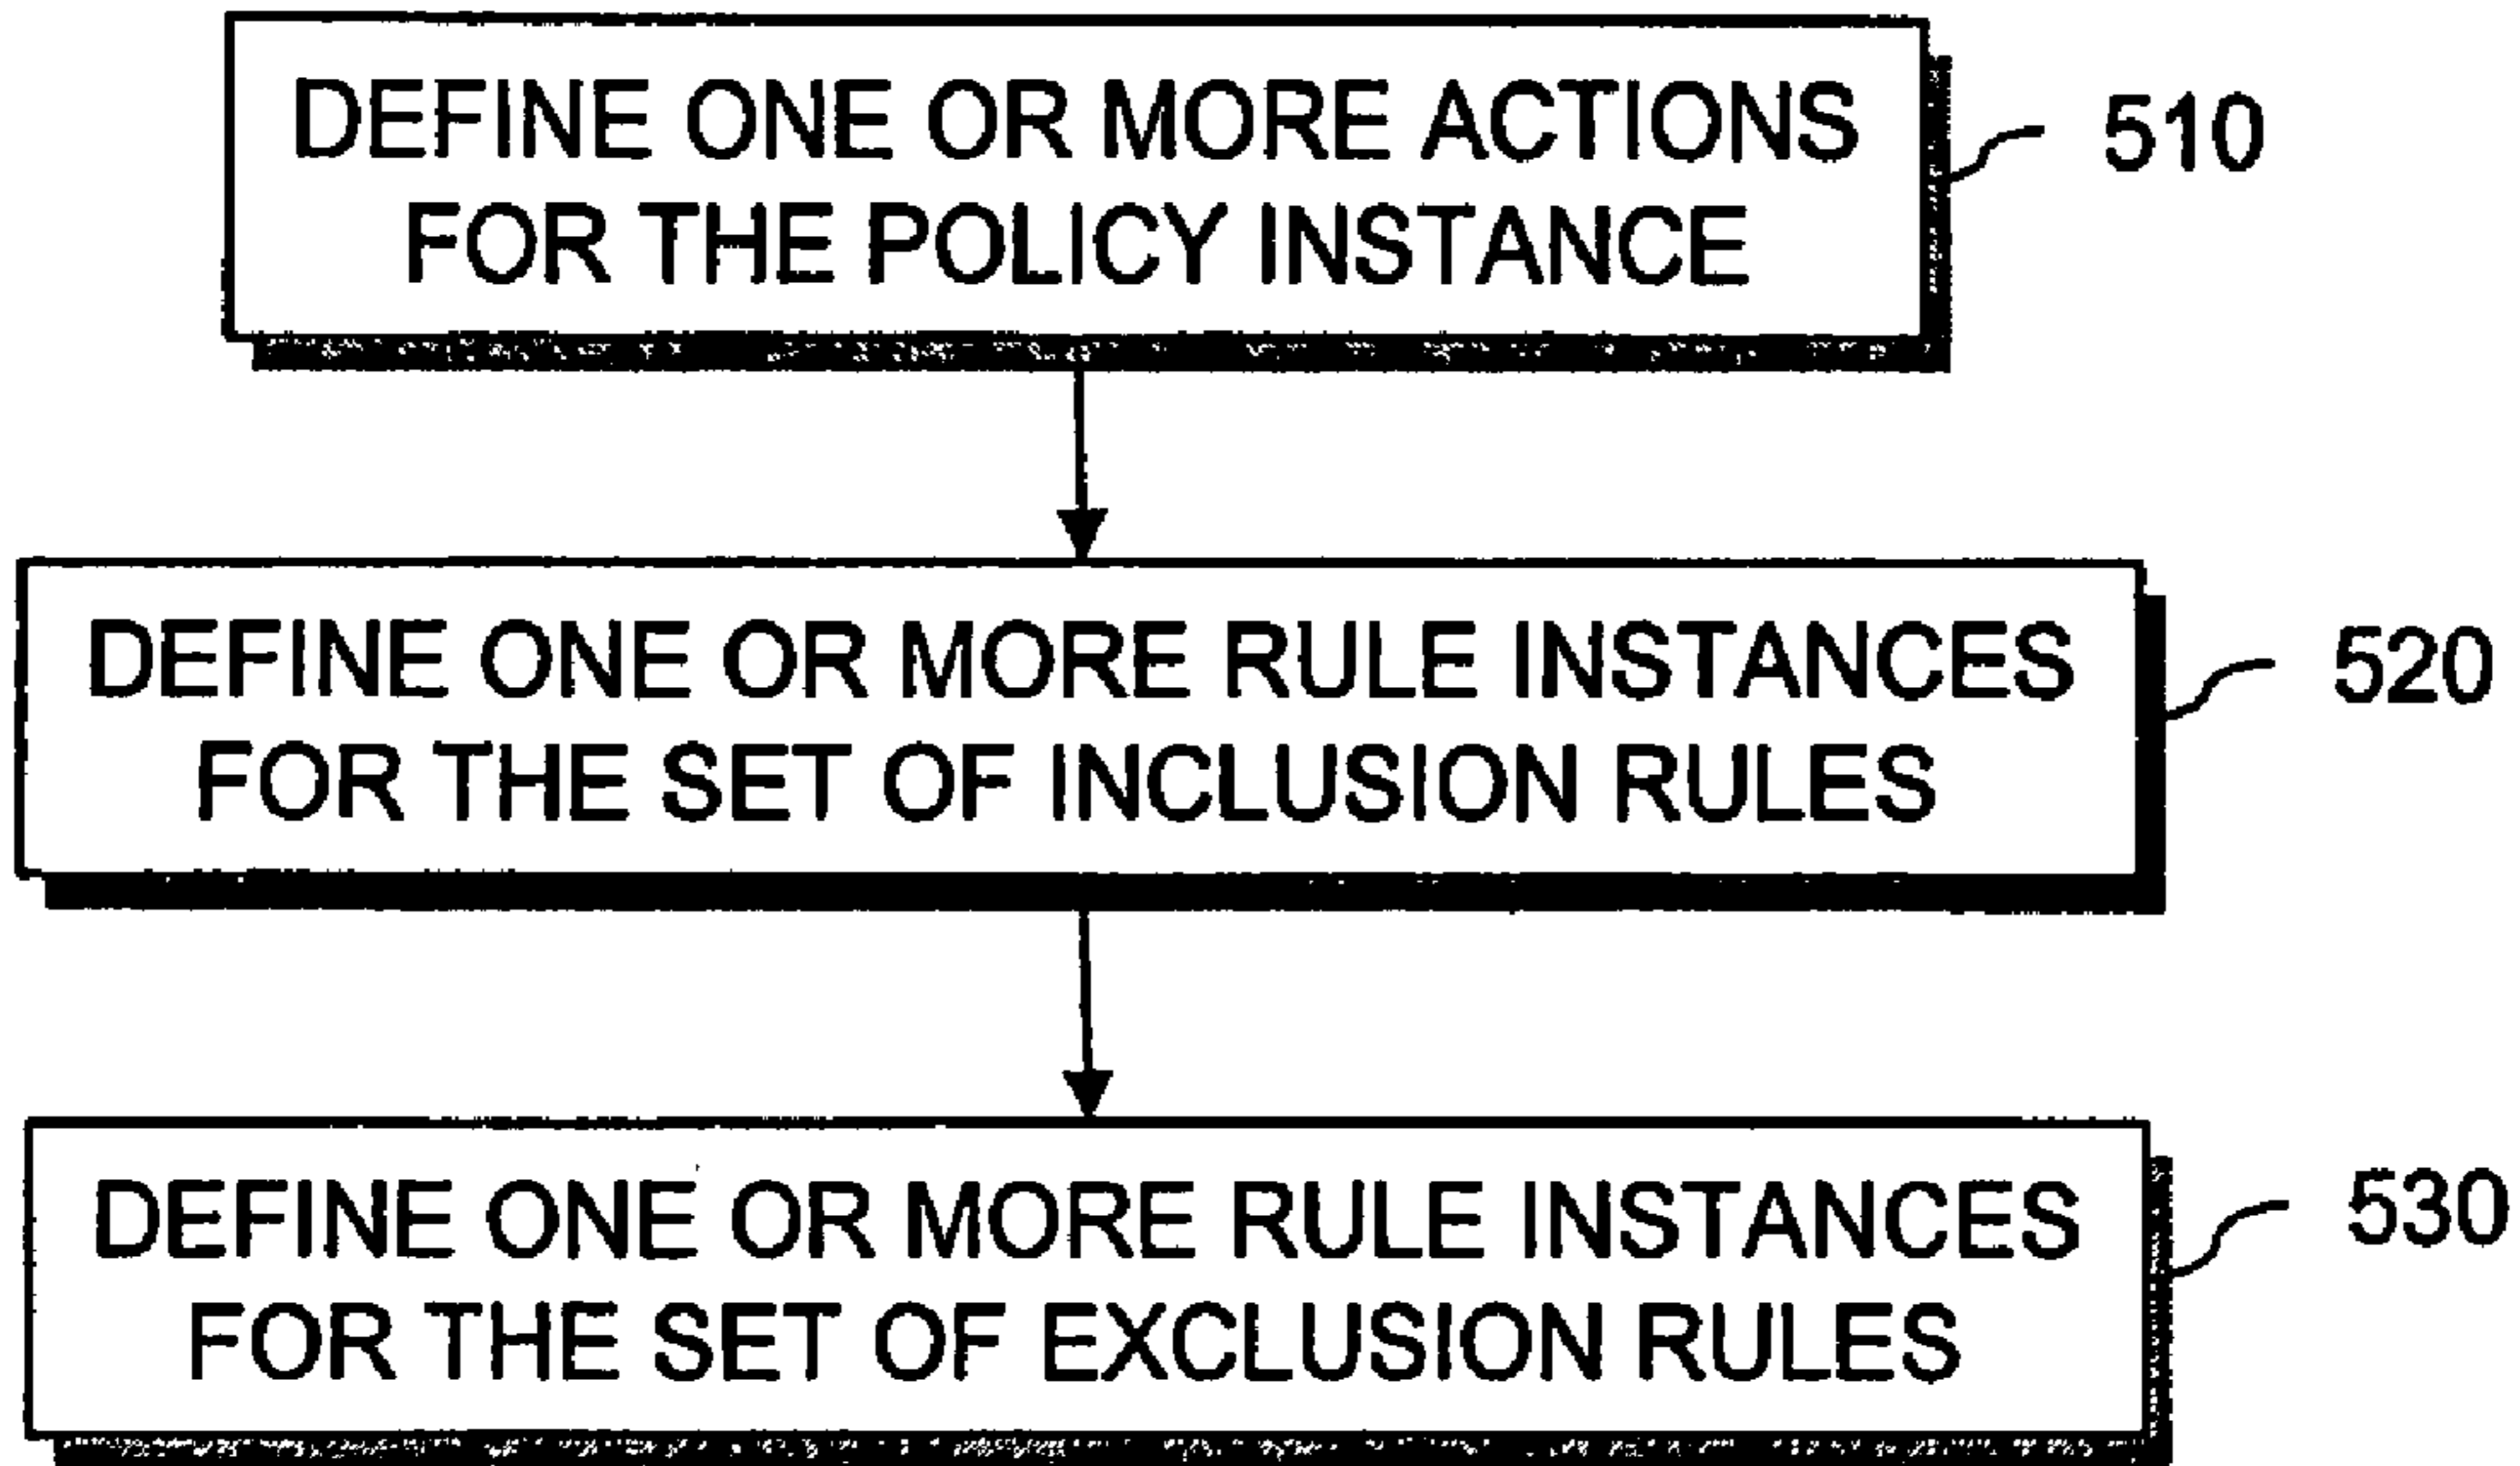 DEFINE ONE OR MORE ACTIONS
FOR THE POLICY INSTANCE
510
DEFINE ONE OR MORE RULE INSTANCES
FOR THE SET OF INCLUSION RULES
520
DEFINE ONE OR MORE RULE INSTANCES
FOR THE SET OF EXCLUSION RULES
530